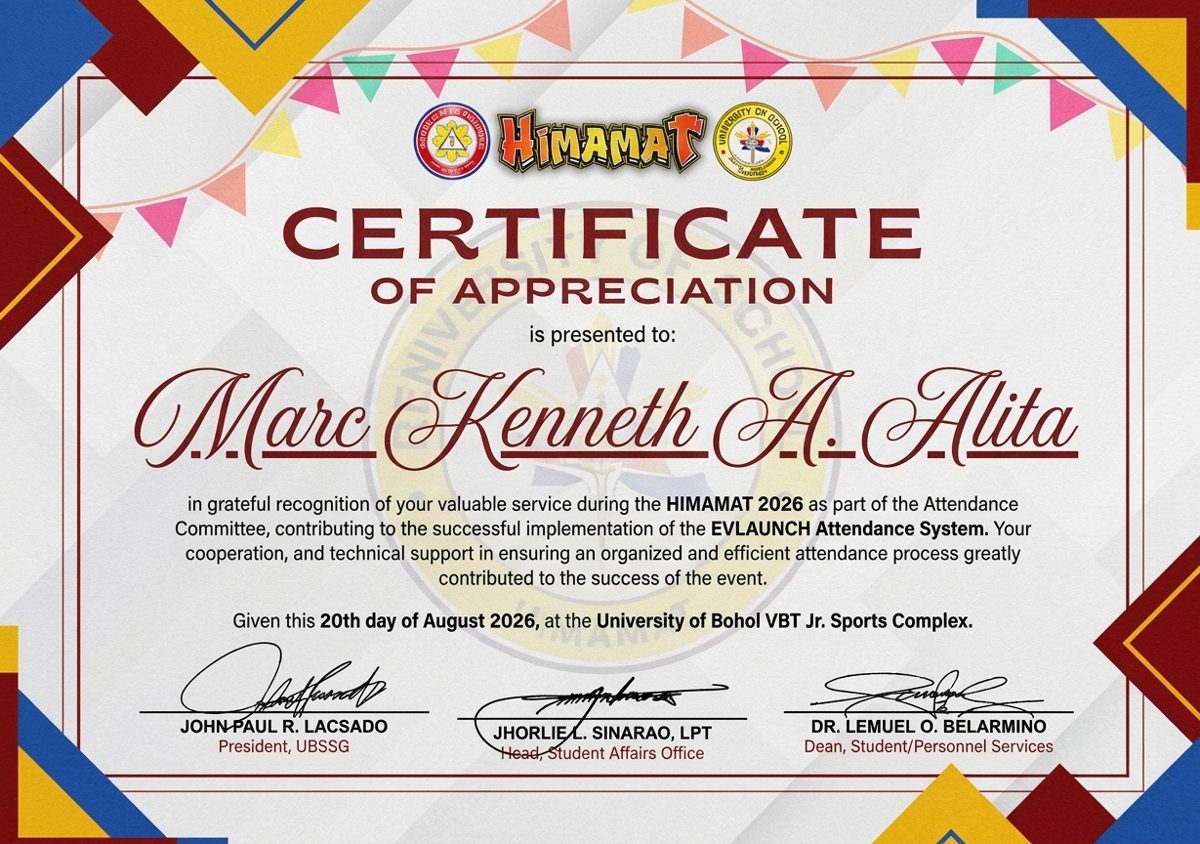 HIMAMAT
UNIVERSITY ON SCHOOL
CERTIFICATE
OF APPRECIATION
is presented to:
Marc Kenneth A. Alita
in grateful recognition of your valuable service during the HIMAMAT 2026 as part of the Attendance
Committee, contributing to the successful implementation of the EVLAUNCH Attendance System. Your
cooperation, and technical support in ensuring an organized and efficient attendance process greatly
contributed to the success of the event.
Given this 20th day of August 2026, at the University of Bohol VBT Jr. Sports Complex.
JOHN PAUL R. LACSADO
President, UBSSG
JHORLIE L. SINARAO, LPT
Head, Student Affairs Office
DR. LEMUEL O. BELARMINO
Dean, Student/Personnel Services